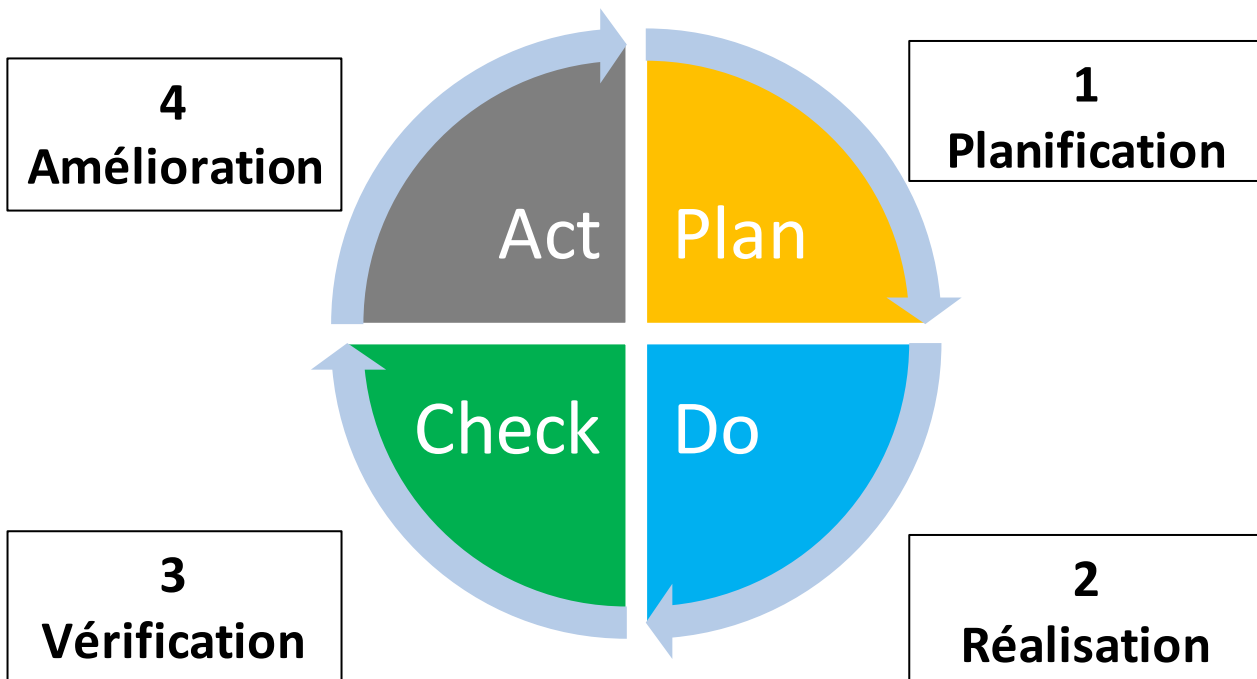 4
Amélioration
1
Planification
Act
Plan
Check
Do
3
Vérification
2
Réalisation